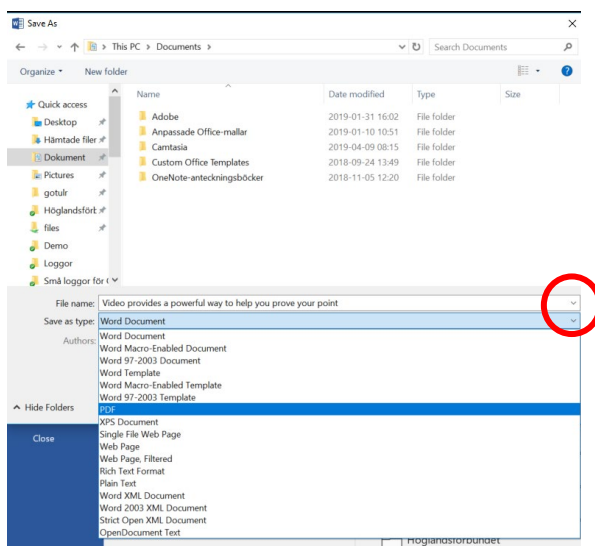 Save As
This PC > Documents >
Search Documents
Organize
New folder
Name Date modified Type Size
Quick access
Desktop
Hämtade filer
Dokument
Pictures
gotulr
Höglandsförb
files
Demo
Loggor
Små loggor för (
Adobe 2019-01-31 16:02 File folder
Anpassade Office-mallar 2019-01-10 10:51 File folder
Camtasia 2019-04-09 08:15 File folder
Custom Office Templates 2018-09-24 13:49 File folder
OneNote-anteckningsböcker 2018-11-05 12:20 File folder
File name: Video provides a powerful way to help you prove your point
Save as type: Word Document
Authors:
Word Document
Word Macro-Enabled Document
Word 97-2003 Document
Word Template
Word Macro-Enabled Template
Word 97-2003 Template
PDF
XPS Document
Single File Web Page
Web Page
Web Page, Filtered
Rich Text Format
Plain Text
Word XML Document
Word 2003 XML Document
Strict Open XML Document
OpenDocument Text
Hide Folders
Close
Höglandsförbundet